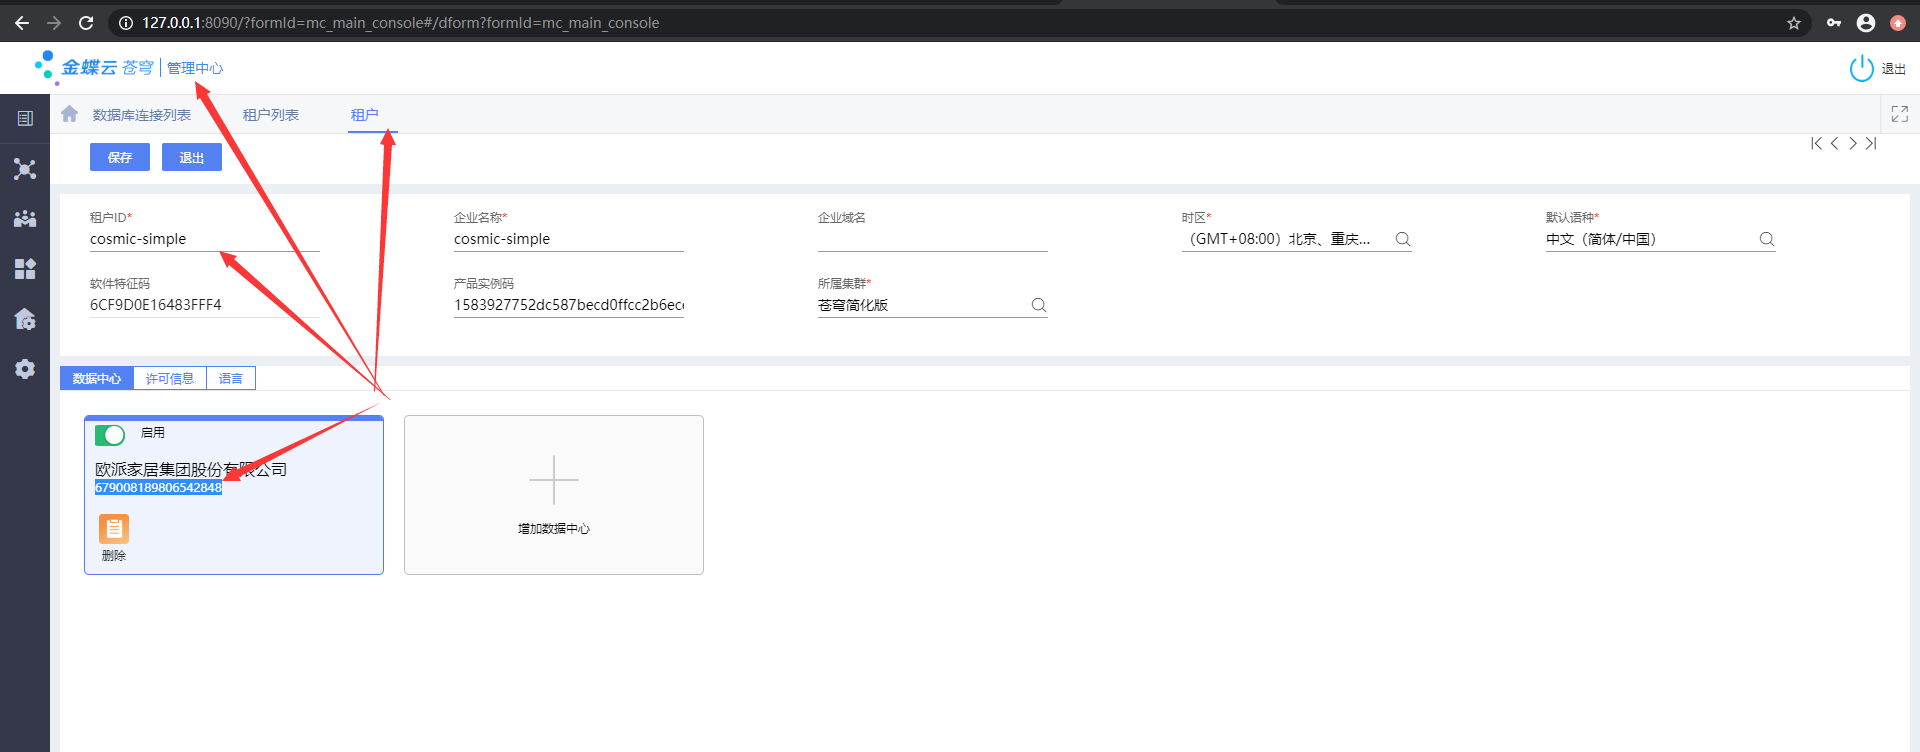 127.0.0.1:8090/?formId=mc_main_console#/dform?formId=mc_main_console
金蝶云 苍穹 管理中心
退出
数据库连接列表 租户列表 租户
保存 退出
租户ID* 企业名称* 企业域名 时区* 默认语种*
cosmic-simple cosmic-simple （GMT+08:00）北京、重庆... 中文（简体/中国）
软件特征码 产品实例码 所属集群*
6CF9D0E16483FFF4 1583927752dc587becd0ffcc2b6ece 苍穹简化版
数据中心 许可信息 语言
启用
欧派家居集团股份有限公司
679008189806542848
删除
增加数据中心